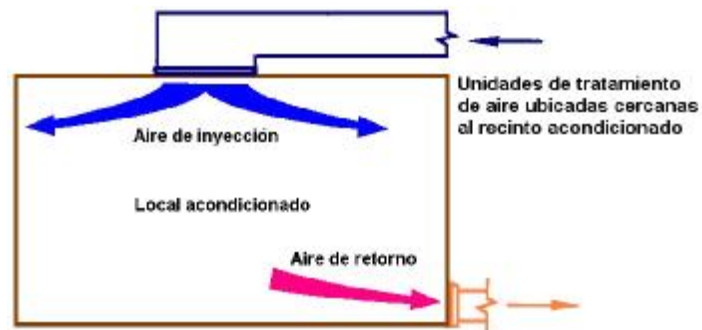 Unidades de tratamiento
de aire ubicadas cercanas
al recinto acondicionado
Aire de inyección
Local acondicionado
Aire de retorno